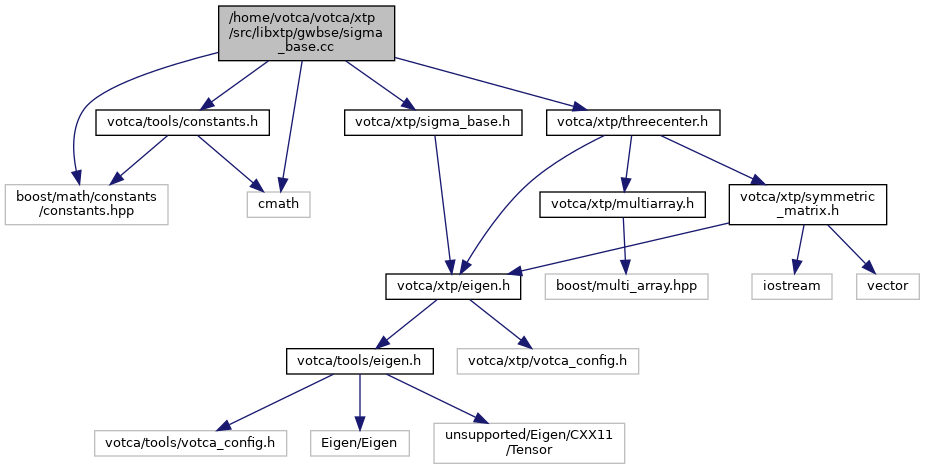 /home/votca/votca/xtp
/src/libxtp/gwbse/sigma
_base.cc
votca/tools/constants.h
votca/xtp/sigma_base.h
votca/xtp/threecenter.h
boost/math/constants
/constants.hpp
cmath
votca/xtp/multiarray.h
votca/xtp/symmetric
_matrix.h
votca/xtp/eigen.h
boost/multi_array.hpp
iostream
vector
votca/tools/eigen.h
votca/xtp/votca_config.h
votca/tools/votca_config.h
Eigen/Eigen
unsupported/Eigen/CXX11
/Tensor